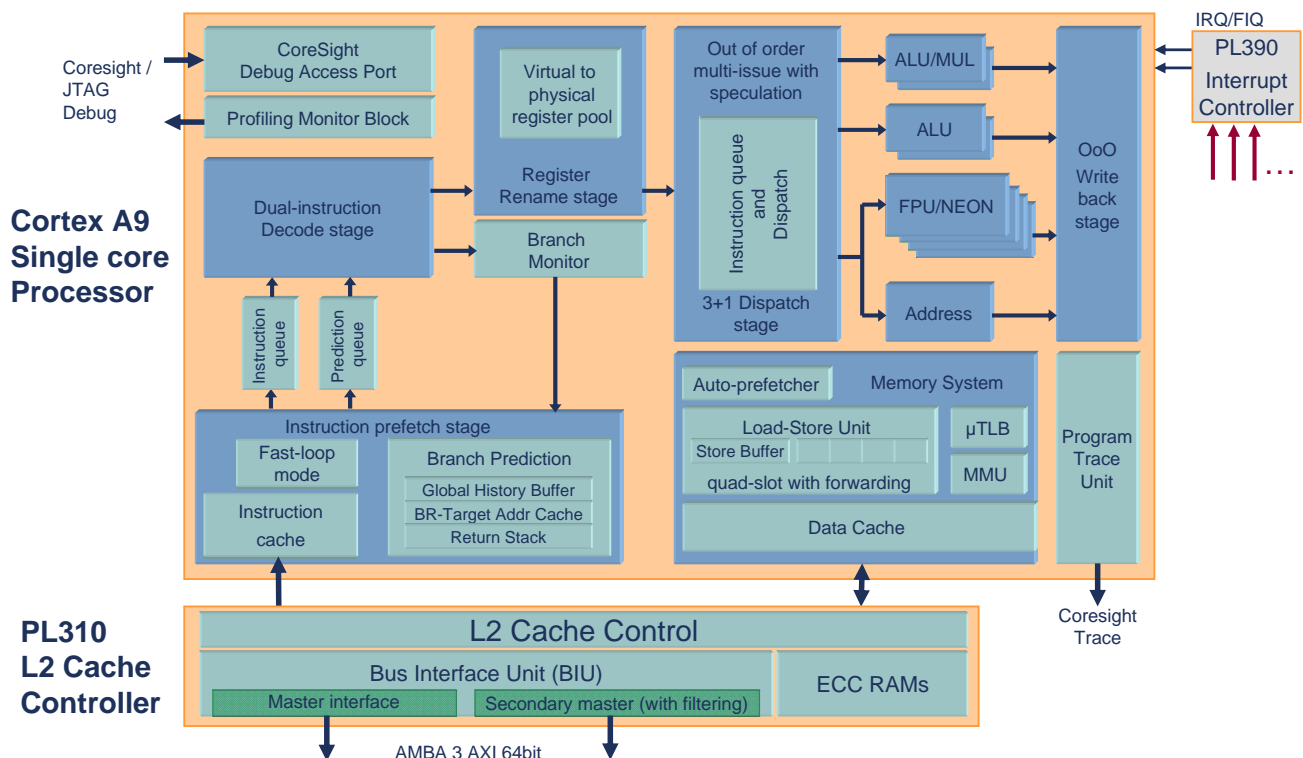 IRQ/FIQ
PL390
Interrupt
Controller
...
Coresight /
JTAG
Debug
CoreSight
Debug Access Port
Profiling Monitor Block
Virtual to
physical
register pool
Register
Rename stage
Out of order
multi-issue with
speculation
Instruction queue
and
Dispatch
3+1 Dispatch
stage
ALU/MUL
ALU
FPU/NEON
Address
OoO
Write
back
stage
Cortex A9
Single core
Processor
Dual-instruction
Decode stage
Branch
Monitor
Instruction
queue
Prediction
queue
Instruction prefetch stage
Fast-loop
mode
Instruction
cache
Branch Prediction
Global History Buffer
BR-Target Addr Cache
Return Stack
Auto-prefetcher
Memory System
Load-Store Unit
Store Buffer
quad-slot with forwarding
µTLB
MMU
Data Cache
Program
Trace
Unit
Coresight
Trace
PL310
L2 Cache
Controller
L2 Cache Control
Bus Interface Unit (BIU)
Master interface
Secondary master (with filtering)
ECC RAMs
AMBA 3 AXI 64bit